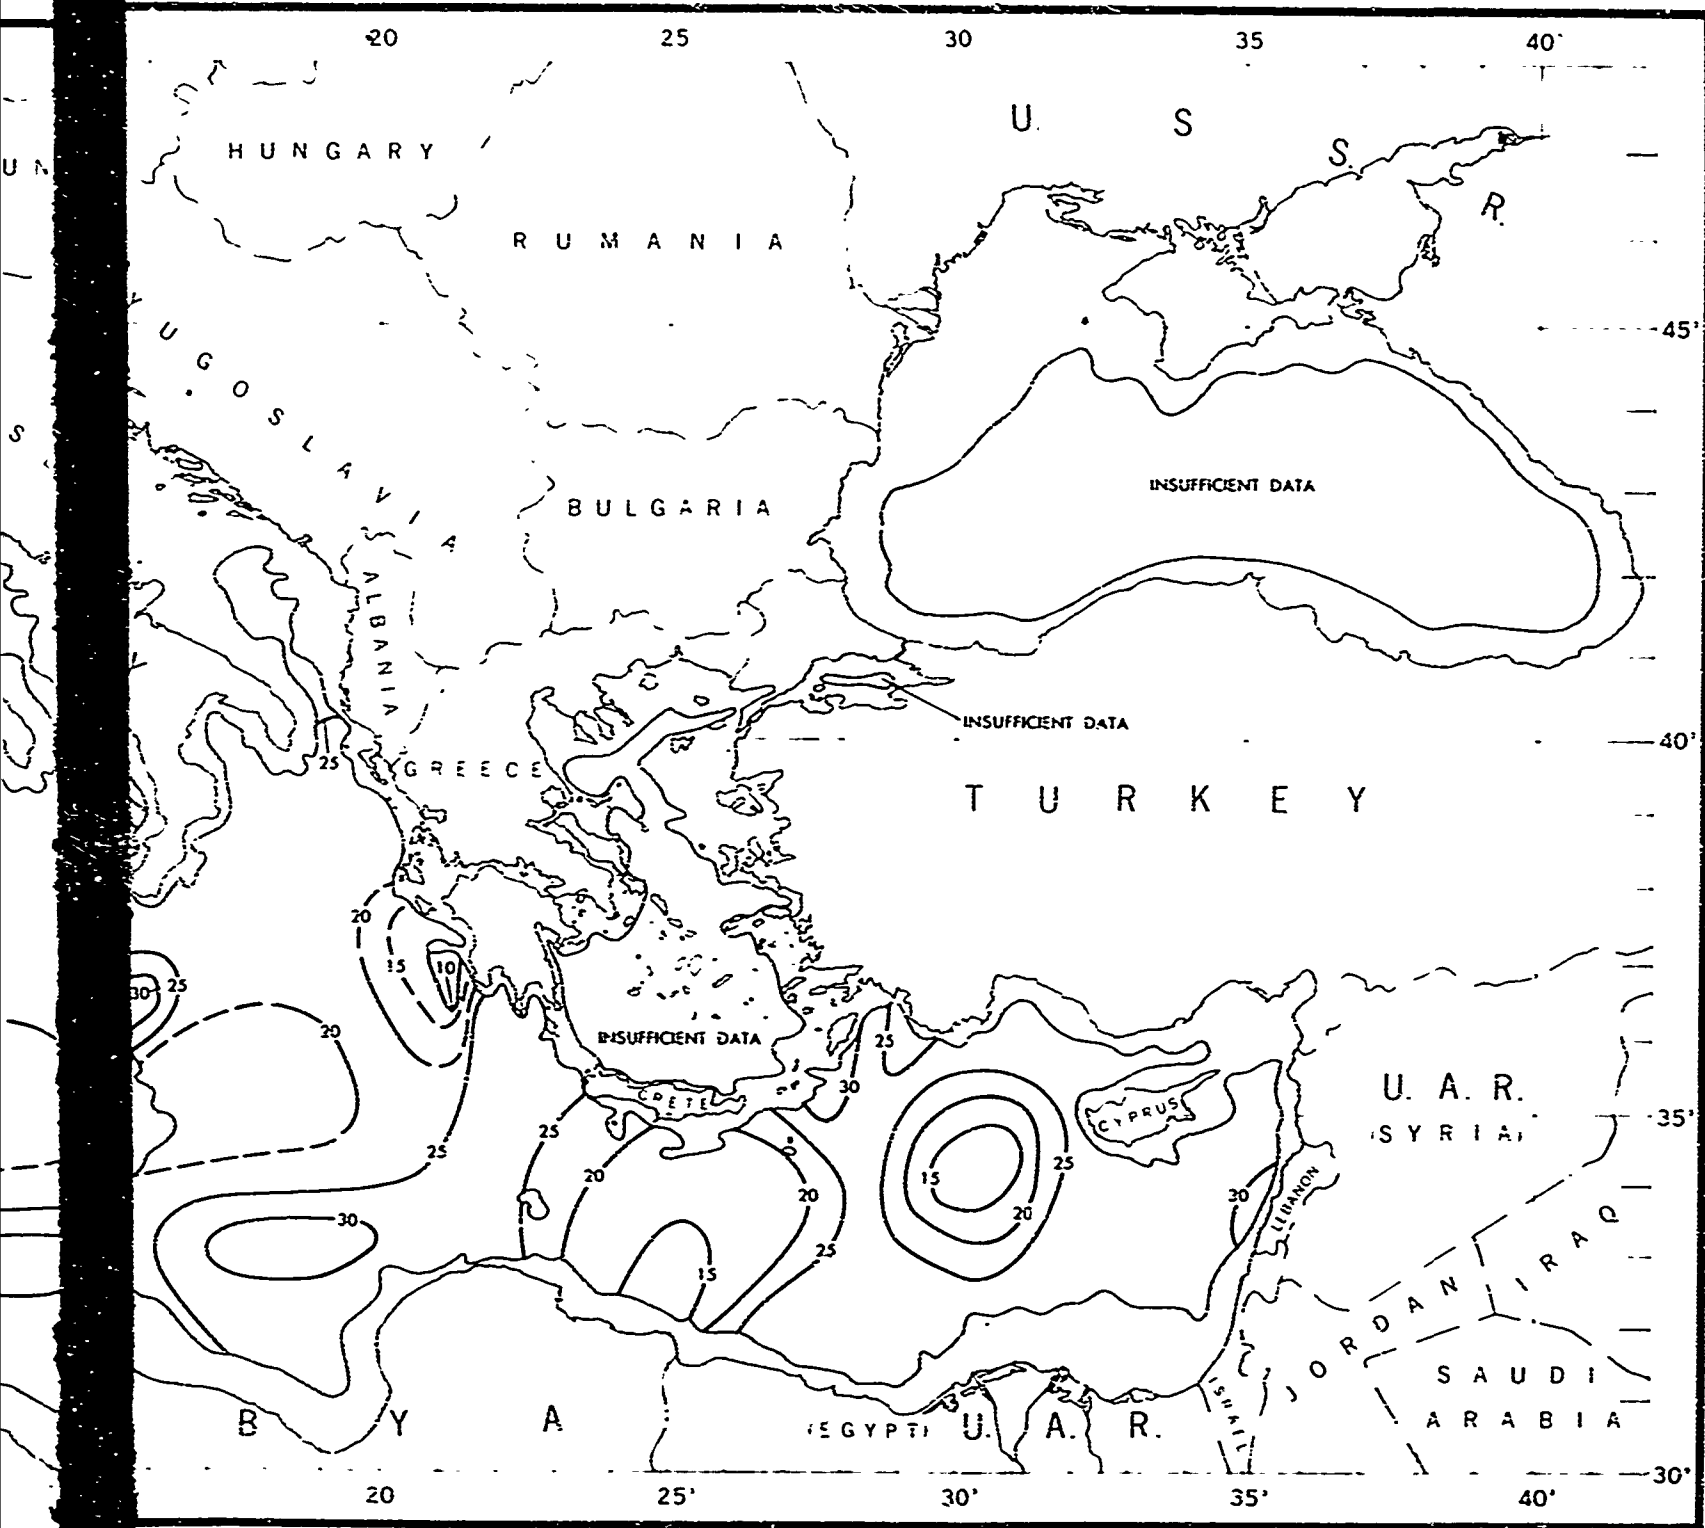 20 25 30 35 40°
U. S S. R.
HUNGARY
RUMANIA
45°
YUGOSLAVIA
S
INSUFFICIENT DATA
BULGARIA
ALBANIA
INSUFFICIENT DATA
40°
25
GREECE
TURKEY
20
15 10
30 25
20
INSUFFICIENT DATA
25
30
CRETE
CYPRUS
U. A. R.
(SYRIA)
35°
25 25
20 15 25
20 30
LEBANON
30 20
25
15
IRAQ
JORDAN
SAUDI
ARABIA
ISRAEL
B Y A
(EGYPT) U. A. R.
30°
20 25° 30° 35° 40°